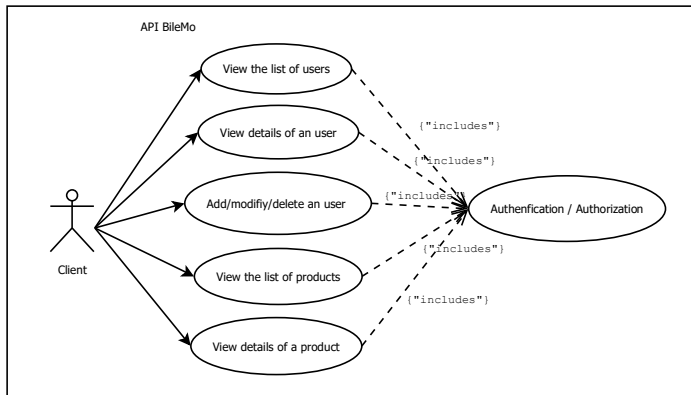 API BileMo
View the list of users
{"includes"}
View details of an user
{"includes"}
Add/modifiy/delete an user
{"includes"}
Authenfication / Authorization
Client
View the list of products
{"includes"}
View details of a product
{"includes"}